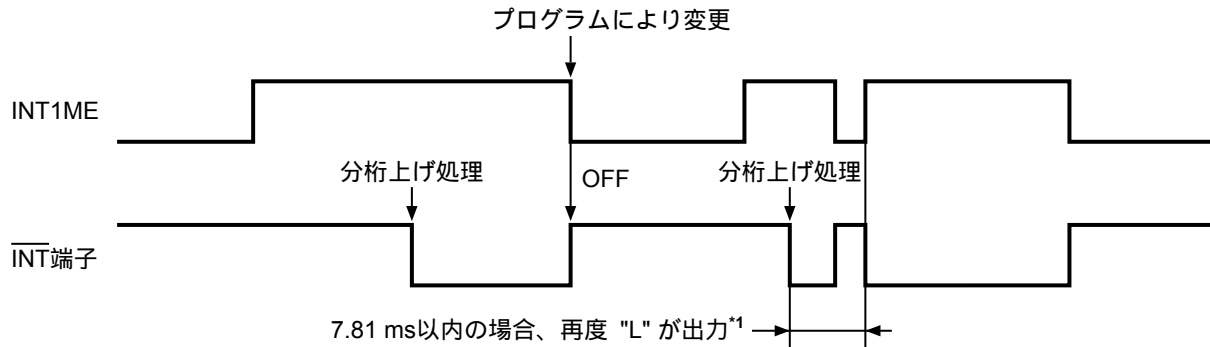 プログラムにより変更
INT1ME
分桁上げ処理
OFF
分桁上げ処理
INT端子
7.81 ms以内の場合、再度 "L" が出力*1